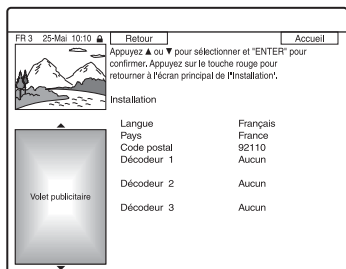 FR 3 25-Mai 10:10 Retour Accueil
Appuyez ▲ ou ▼ pour sélectionner et "ENTER" pour
confirmer. Appuyez sur le touche rouge pour
retourner à l'écran principal de l'Installation'.
Installation
Langue Français
Pays France
Code postal 92110
Décodeur 1 Aucun
Décodeur 2 Aucun
Décodeur 3 Aucun
Volet publicitaire